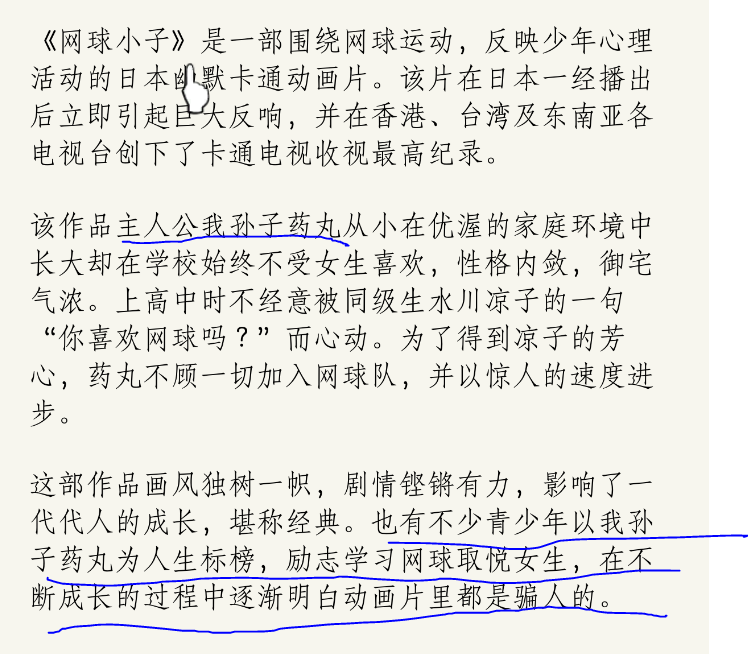 《网球小子》是一部围绕网球运动，反映少年心理
活动的日本幽默卡通动画片。该片在日本一经播出
后立即引起巨大反响，并在香港、台湾及东南亚各
电视台创下了卡通电视收视最高纪录。
该作品主人公我孙子药丸从小在优渥的家庭环境中
长大却在学校始终不受女生喜欢，性格内敛，御宅
气浓。上高中时不经意被同级生水川凉子的一句
“你喜欢网球吗？”而心动。为了得到凉子的芳
心，药丸不顾一切加入网球队，并以惊人的速度进
步。
这部作品画风独树一帜，剧情铿锵有力，影响了一
代代人的成长，堪称经典。也有不少青少年以我孙
子药丸为人生标榜，励志学习网球取悦女生，在不
断成长的过程中逐渐明白动画片里都是骗人的。